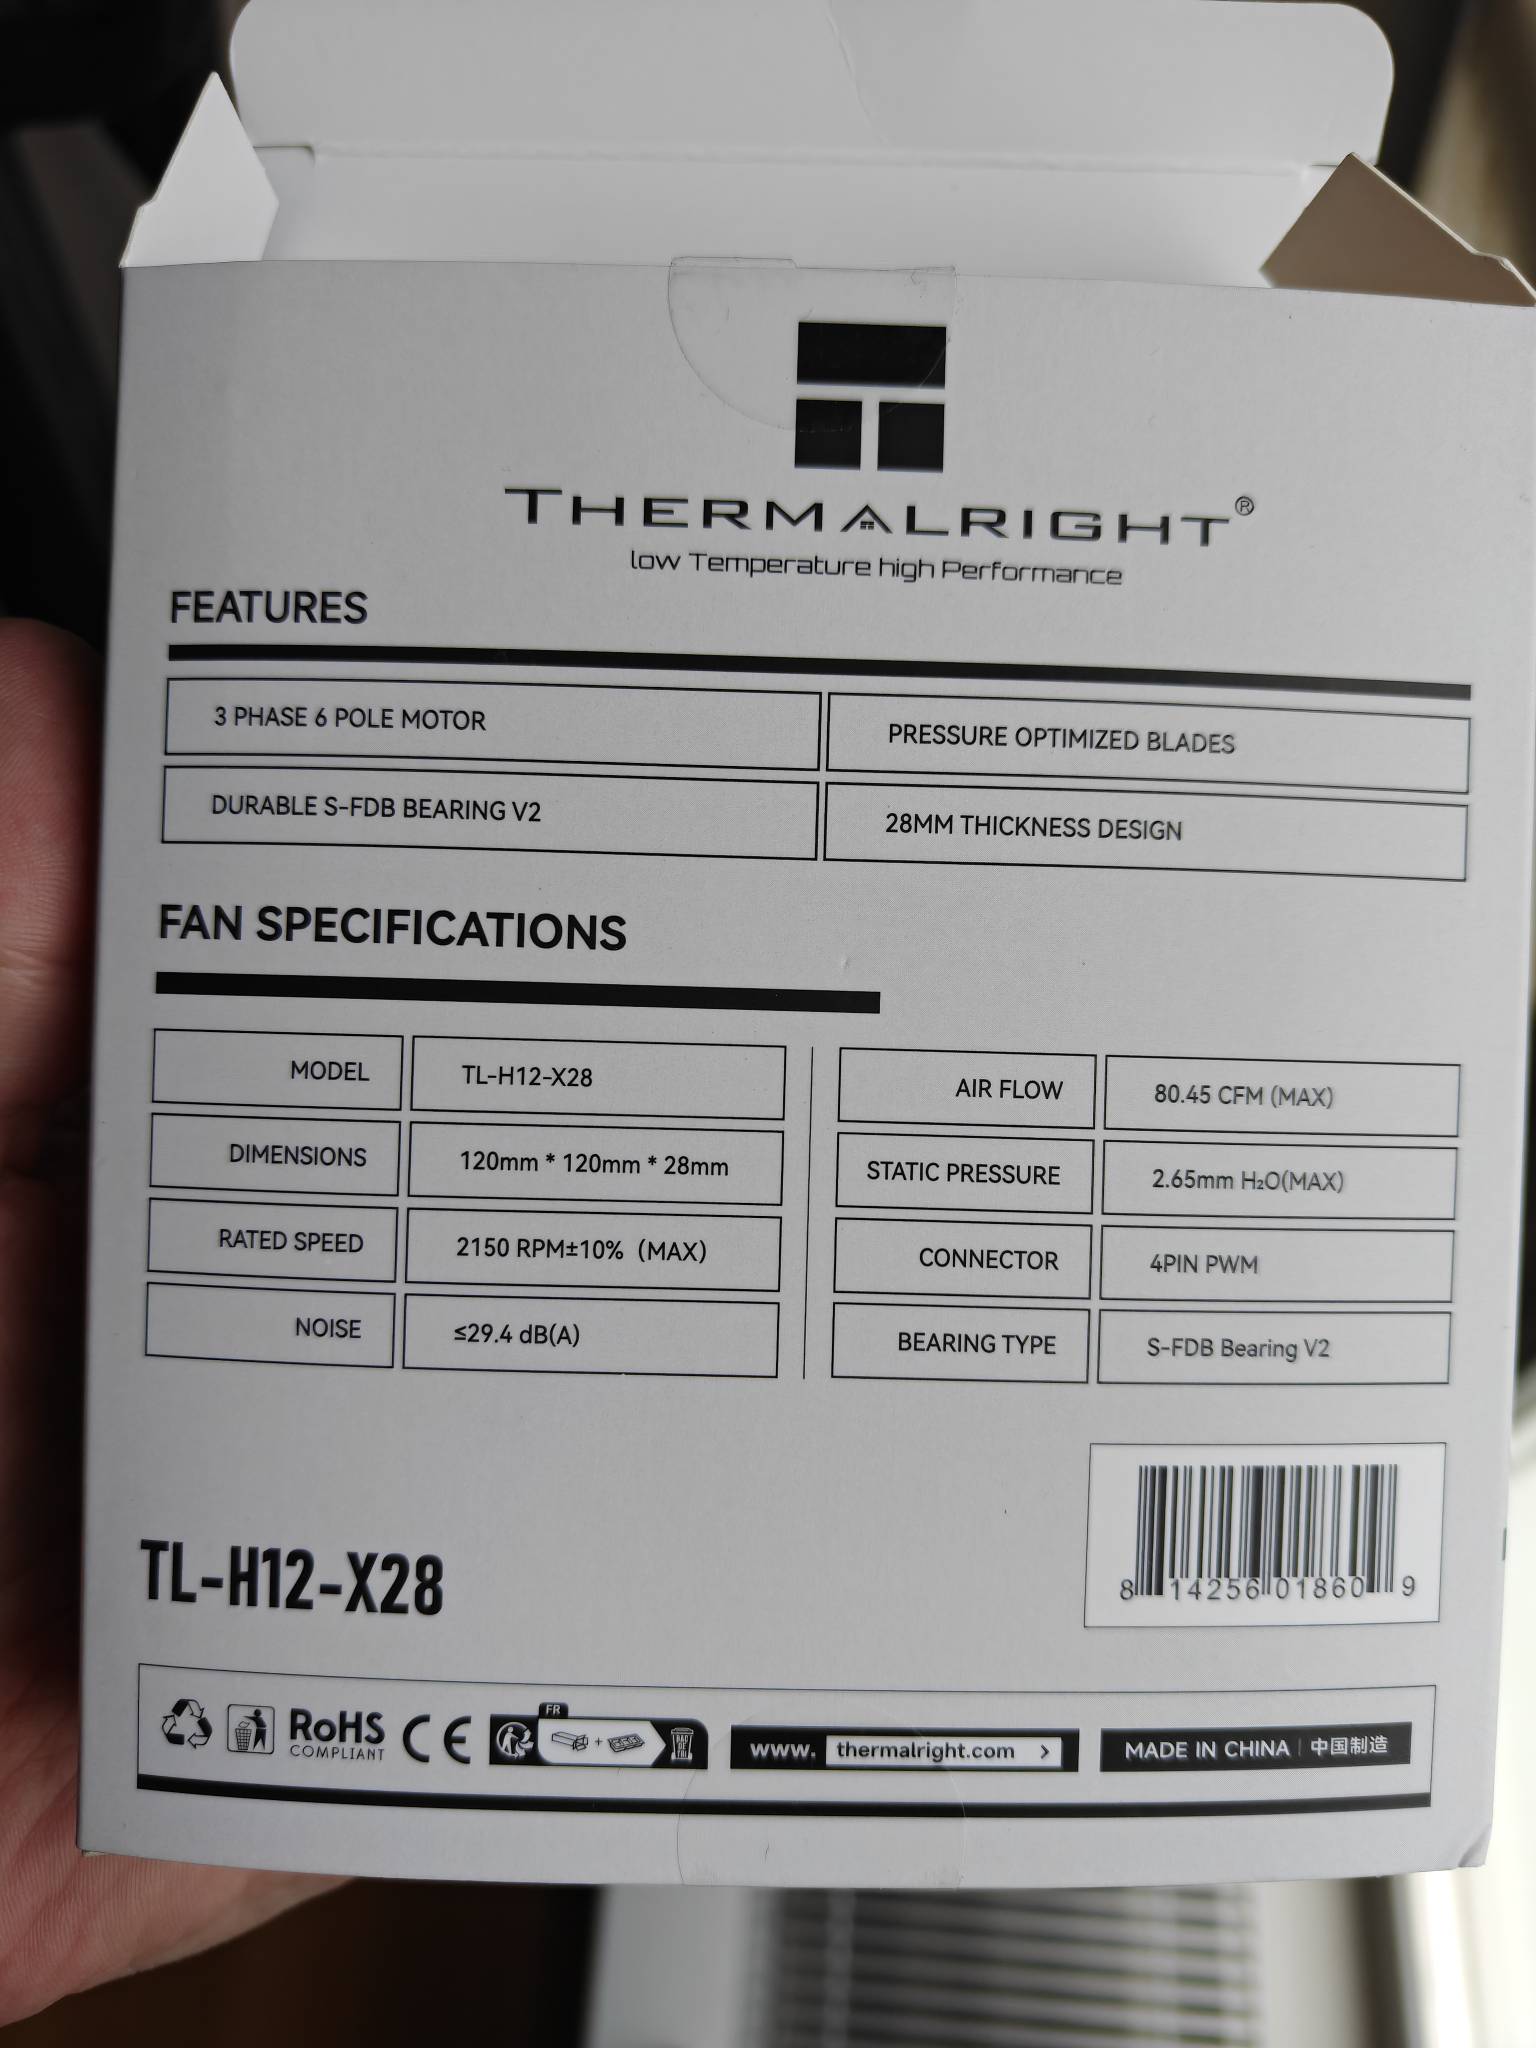 THERMALRIGHT®
low Temperature high Performance
FEATURES
3 PHASE 6 POLE MOTOR
PRESSURE OPTIMIZED BLADES
DURABLE S-FDB BEARING V2
28MM THICKNESS DESIGN
FAN SPECIFICATIONS
MODEL TL-H12-X28
DIMENSIONS 120mm * 120mm * 28mm
RATED SPEED 2150 RPM±10% (MAX)
NOISE ≤29.4 dB(A)
AIR FLOW 80.45 CFM (MAX)
STATIC PRESSURE 2.65mm H₂O(MAX)
CONNECTOR 4PIN PWM
BEARING TYPE S-FDB Bearing V2
8 14256 01860 9
TL-H12-X28
RoHS
COMPLIANT
CE
FR
+
BAC
DE
TRI
www. thermalright.com >
MADE IN CHINA | 中国制造